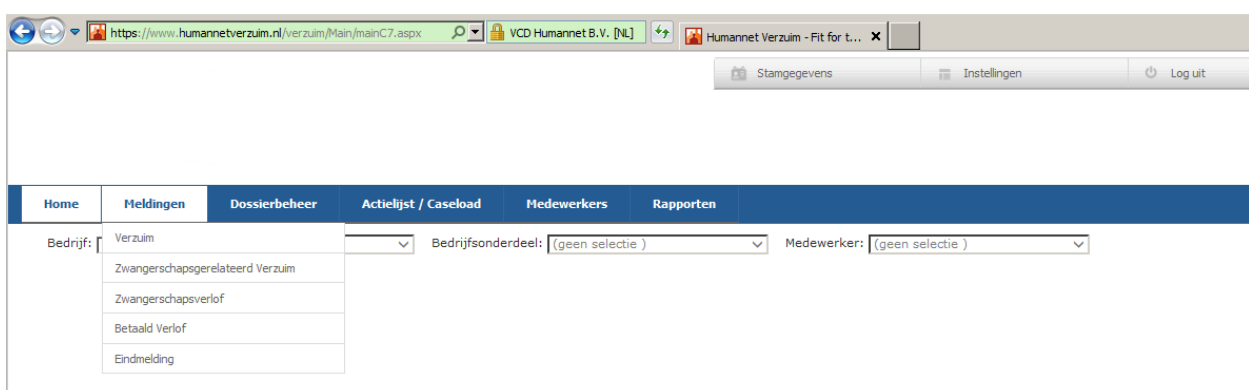 https://www.humannetverzuim.nl/verzuim/Main/mainC7.aspx VCD Humannet B.V. [NL] Humannet Verzuim - Fit for t...
Stamgegevens Instellingen Log uit
Home Meldingen Dossierbeheer Actielijst / Caseload Medewerkers Rapporten
Bedrijf: Bedrijfsonderdeel: (geen selectie ) Medewerker: (geen selectie )
Verzuim
Zwangerschapsgerelateerd Verzuim
Zwangerschapsverlof
Betaald Verlof
Eindmelding